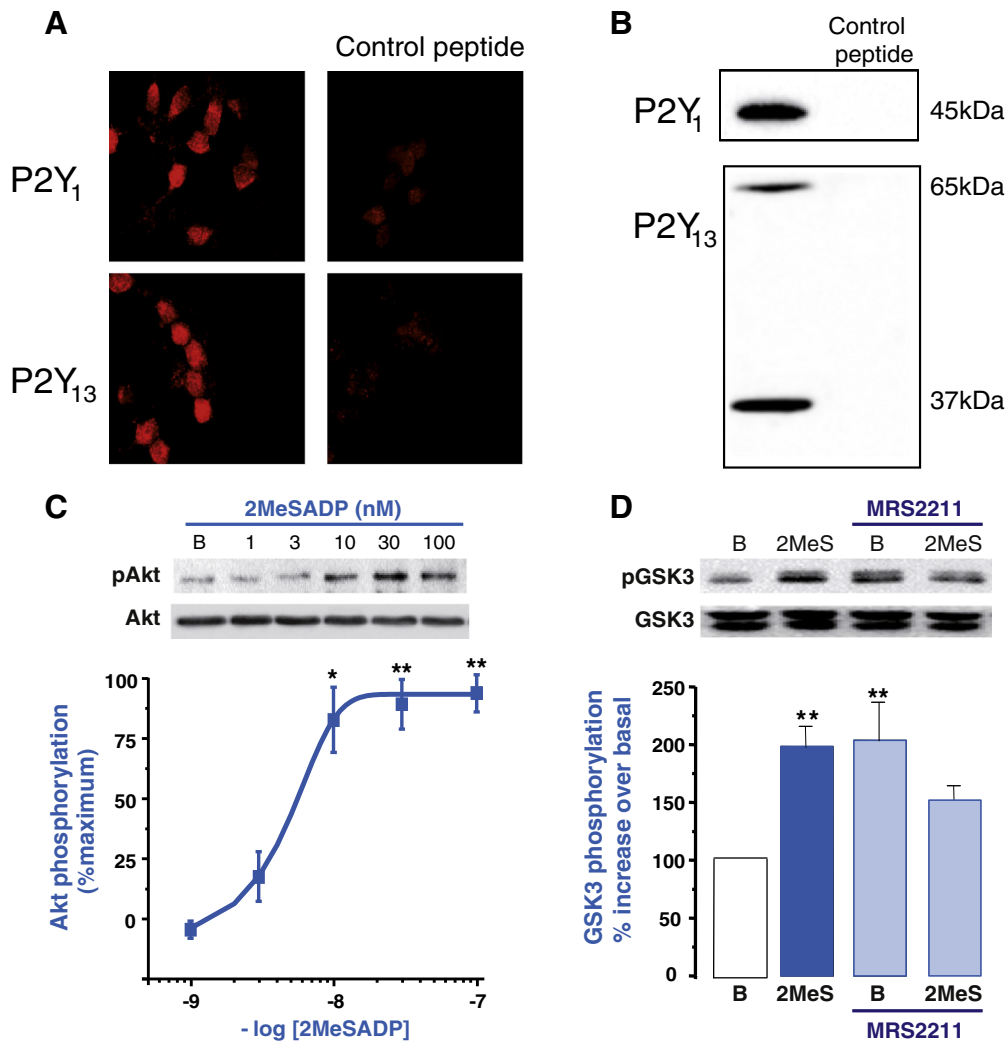 A
Control peptide
P2Y1
P2Y13
B
Control
peptide
P2Y1
45kDa
65kDa
P2Y13
37kDa
C
2MeSADP (nM)
B 1 3 10 30 100
pAkt
Akt
Akt phosphorylation
(%maximum)
100
75
50
25
0
* ** **
-9 -8 -7
- log [2MeSADP]
D
MRS2211
B 2MeS B 2MeS
pGSK3
GSK3
GSK3 phosphorylation
% increase over basal
250
200
150
100
50
0
** **
B 2MeS B 2MeS
MRS2211